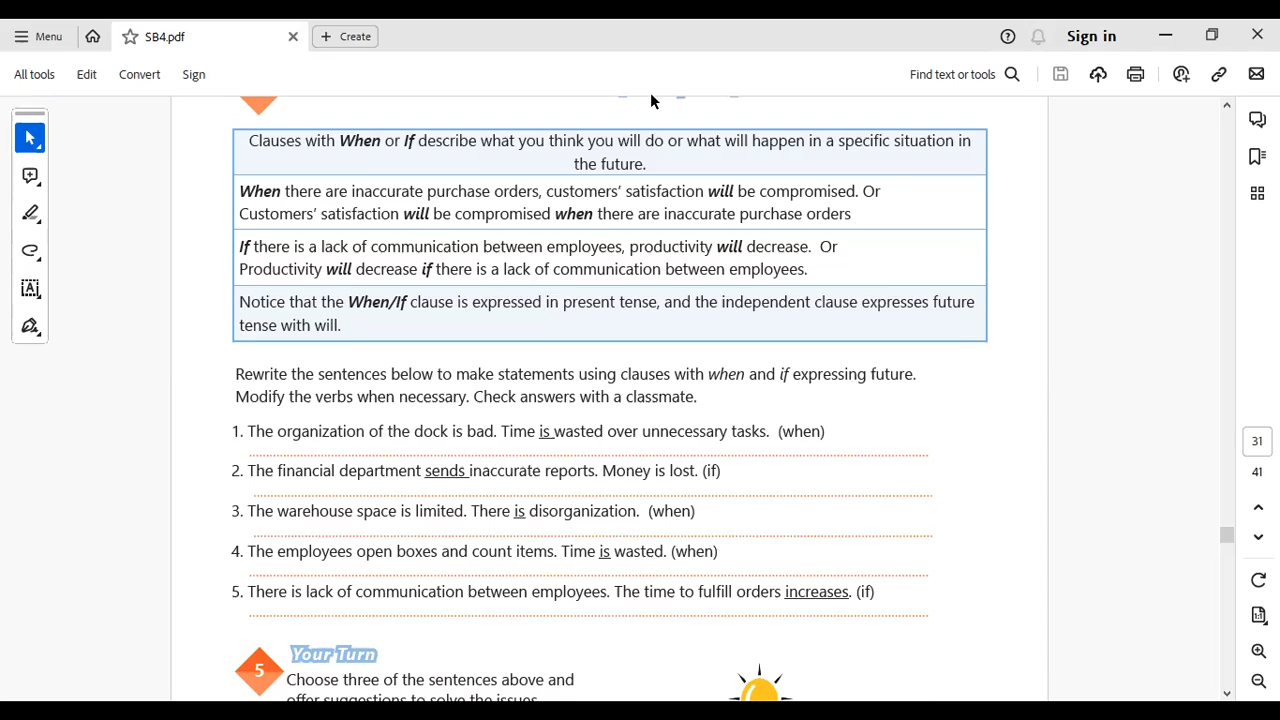 Menu
SB4.pdf
Create
Sign in
All tools
Edit
Convert
Sign
Find text or tools
Clauses with When or If describe what you think you will do or what will happen in a specific situation in
the future.
When there are inaccurate purchase orders, customers' satisfaction will be compromised. Or
Customers' satisfaction will be compromised when there are inaccurate purchase orders
If there is a lack of communication between employees, productivity will decrease. Or
Productivity will decrease if there is a lack of communication between employees.
Notice that the When/If clause is expressed in present tense, and the independent clause expresses future
tense with will.
Rewrite the sentences below to make statements using clauses with when and if expressing future.
Modify the verbs when necessary. Check answers with a classmate.
1. The organization of the dock is bad. Time is wasted over unnecessary tasks. (when)
2. The financial department sends inaccurate reports. Money is lost. (if)
3. The warehouse space is limited. There is disorganization. (when)
4. The employees open boxes and count items. Time is wasted. (when)
5. There is lack of communication between employees. The time to fulfill orders increases. (if)
5
Your Turn
Choose three of the sentences above and
offer suggestions to solve the issues
31
41